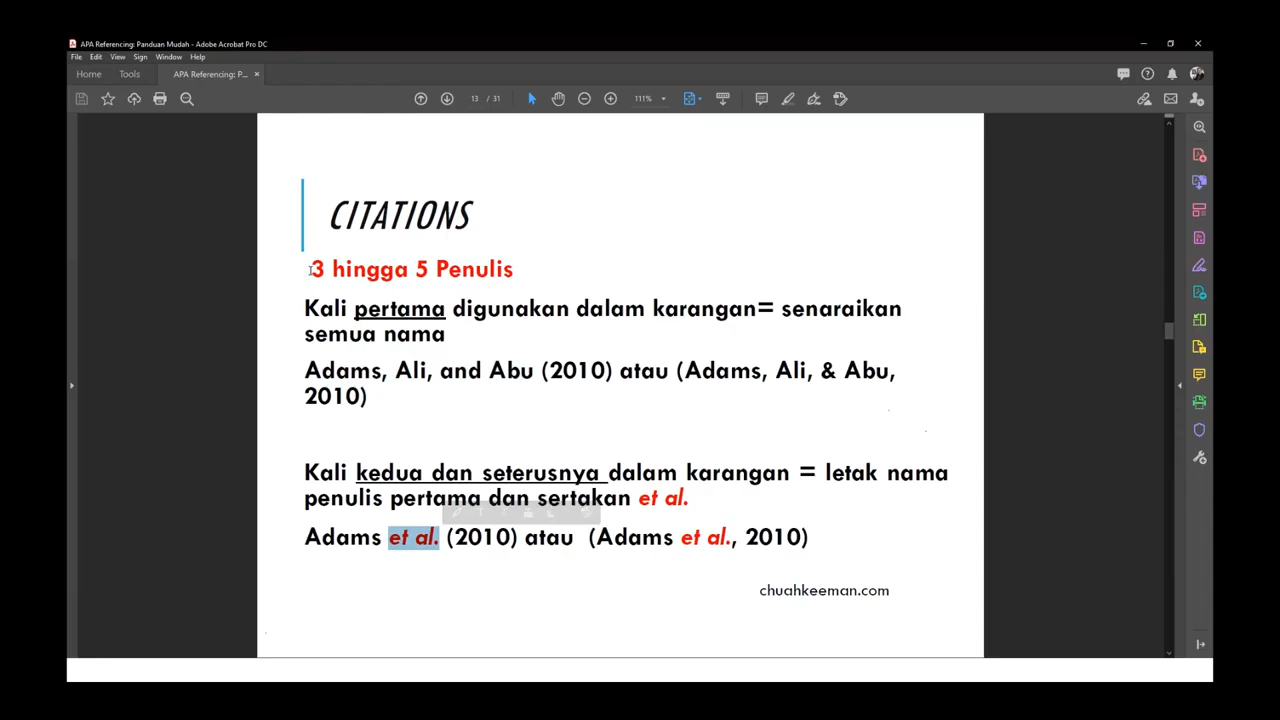 APA Referencing: Panduan Mudah - Adobe Acrobat Pro DC
File Edit View Sign Window Help
Home Tools APA Referencing: P... ×
13 / 31 111%
CITATIONS
3 hingga 5 Penulis
Kali pertama digunakan dalam karangan= senaraikan
semua nama
Adams, Ali, and Abu (2010) atau (Adams, Ali, & Abu,
2010)
Kali kedua dan seterusnya dalam karangan = letak nama
penulis pertama dan sertakan et al.
Adams et al. (2010) atau (Adams et al., 2010)
chuahkeeman.com